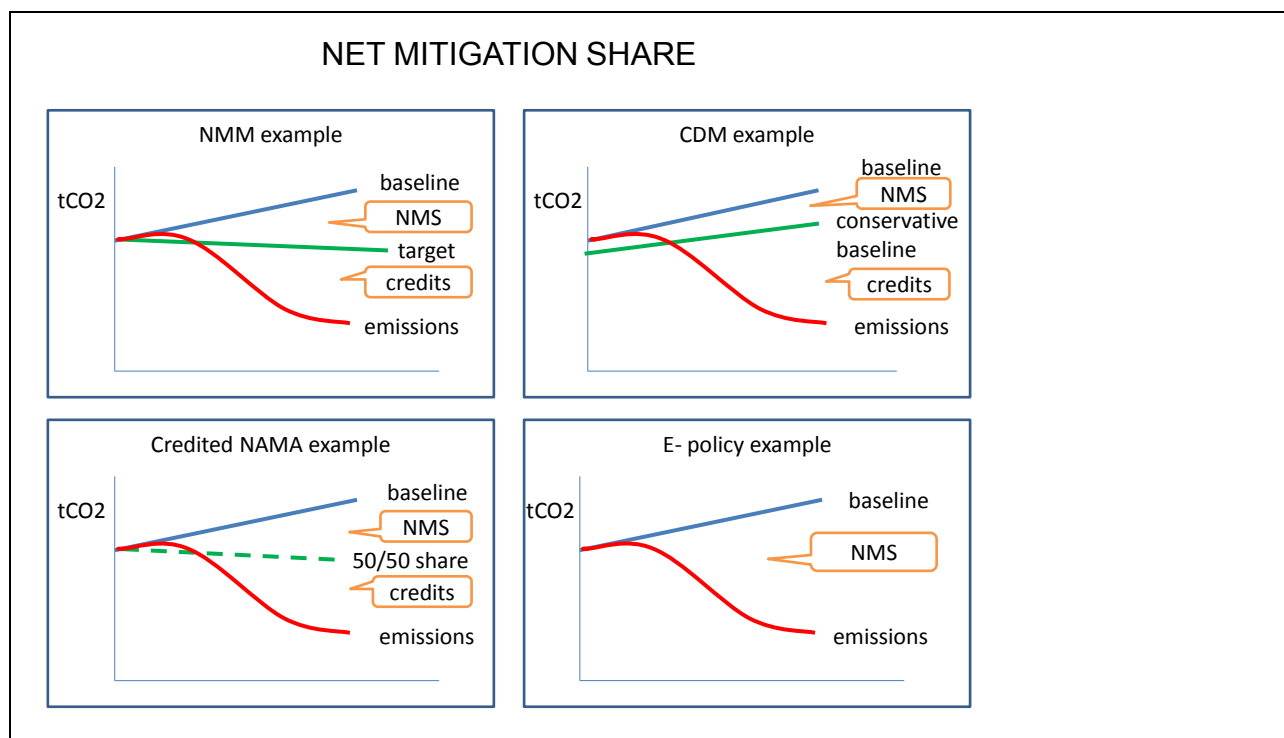 NET MITIGATION SHARE
NMM example
tCO2
baseline
NMS
target
credits
emissions
CDM example
tCO2
baseline
NMS
conservative
baseline
credits
emissions
Credited NAMA example
tCO2
baseline
NMS
50/50 share
credits
emissions
E- policy example
tCO2
baseline
NMS
emissions